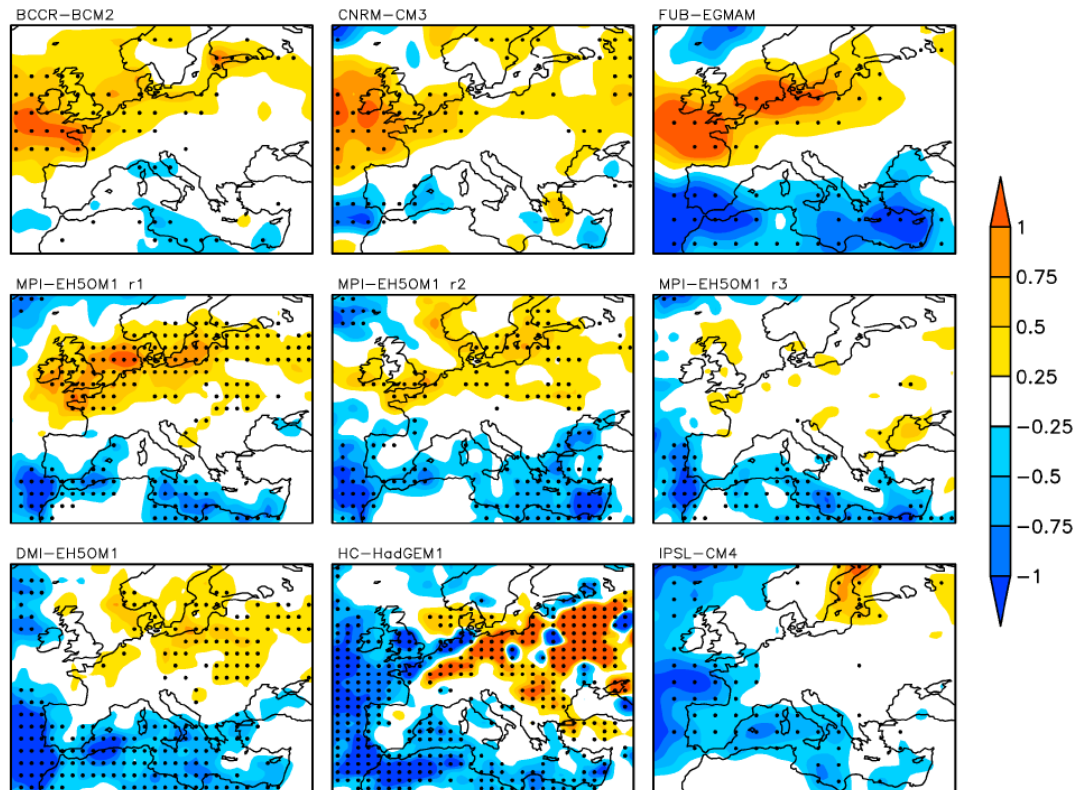 BCCR-BCM2
CNRM-CM3
FUB-EGMAM
MPI-EH5OM1 r1
MPI-EH5OM1 r2
MPI-EH5OM1 r3
DMI-EH5OM1
HC-HadGEM1
IPSL-CM4
1
0.75
0.5
0.25
-0.25
-0.5
-0.75
-1